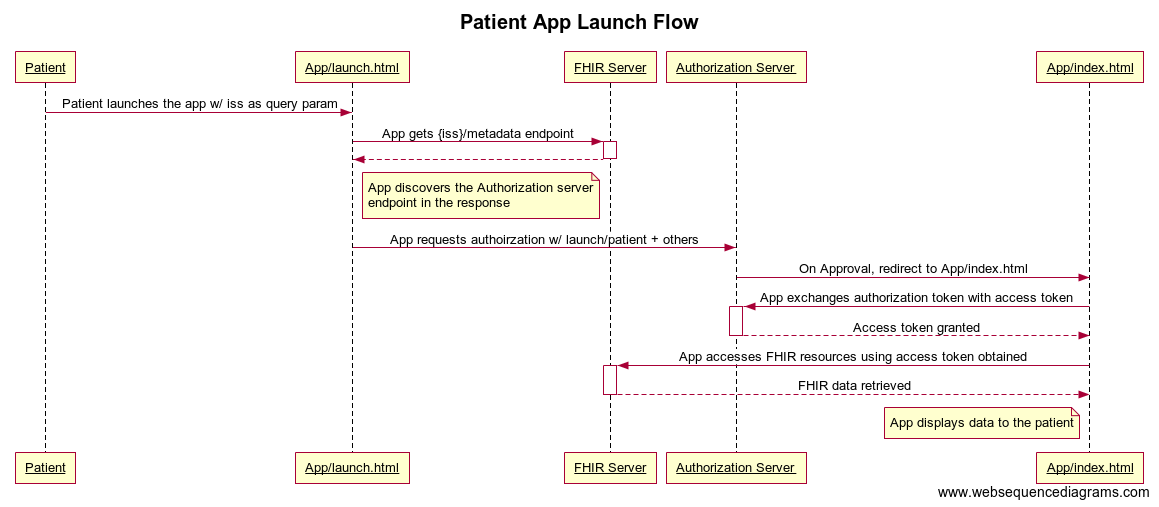 Patient App Launch Flow
Patient
App/launch.html
FHIR Server
Authorization Server
App/index.html
Patient launches the app w/ iss as query param
App gets {iss}/metadata endpoint
App discovers the Authorization server
endpoint in the response
App requests authoirzation w/ launch/patient + others
On Approval, redirect to App/index.html
App exchanges authorization token with access token
Access token granted
App accesses FHIR resources using access token obtained
FHIR data retrieved
App displays data to the patient
Patient
App/launch.html
FHIR Server
Authorization Server
App/index.html
www.websequencediagrams.com